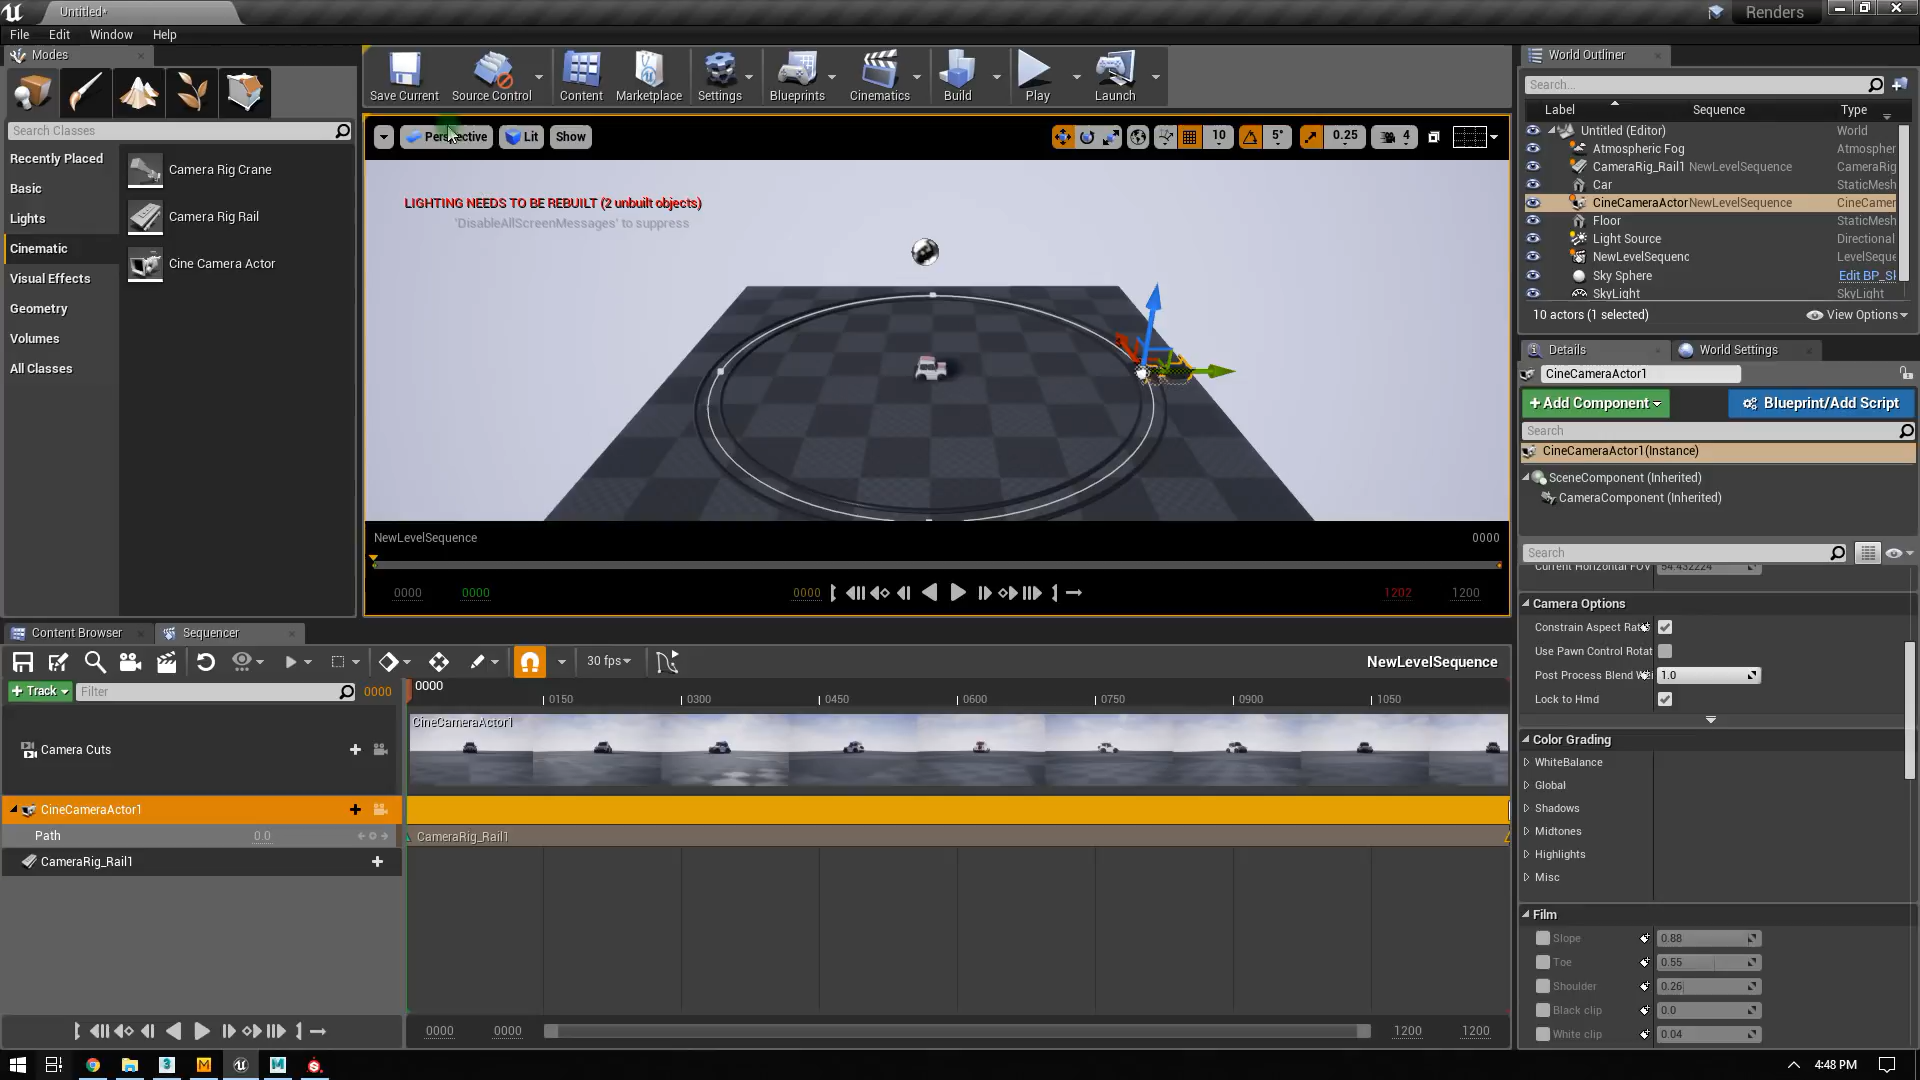 Untitled*
Renders
File Edit Window Help
Modes
Search Classes
Recently Placed
Basic
Lights
Cinematic
Visual Effects
Geometry
Volumes
All Classes
Camera Rig Crane
Camera Rig Rail
Cine Camera Actor
Save Current Source Control Content Marketplace Settings Blueprints Cinematics Build Play Launch
Perspective Lit Show 10 5° 0.25 4
LIGHTING NEEDS TO BE REBUILT (2 unbuilt objects)
'DisableAllScreenMessages' to suppress
NewLevelSequence 0000
0000 0000 0000 1202 1200
World Outliner
Search...
Label Sequence Type
Untitled (Editor) World
Atmospheric Fog Atmospher
CameraRig_Rail1 NewLevelSequence CameraRig
Car StaticMesh
CineCameraActor NewLevelSequence CineCamer
Floor StaticMesh
Light Source Directional
NewLevelSequenc LevelSeque
Sky Sphere Edit BP_S
SkyLight SkyLight
10 actors (1 selected) View Options
Details World Settings
CineCameraActor1
+Add Component Blueprint/Add Script
Search
CineCameraActor1(Instance)
SceneComponent (Inherited)
CameraComponent (Inherited)
Search
Current Horizontal FOV 54.432224
Camera Options
Constrain Aspect Rat
Use Pawn Control Rotat
Post Process Blend We 1.0
Lock to Hmd
Color Grading
WhiteBalance
Global
Shadows
Midtones
Highlights
Misc
Film
Slope 0.88
Toe 0.55
Shoulder 0.26
Black clip 0.0
White clip 0.04
Content Browser Sequencer
30 fps NewLevelSequence
+ Track Filter 0000
0000
0150 0300 0450 0600 0750 0900 1050
CineCameraActor1
Camera Cuts
CineCameraActor1
Path 0.0
CameraRig_Rail1
CameraRig_Rail1
0000 0000 1200 1200
4:48 PM